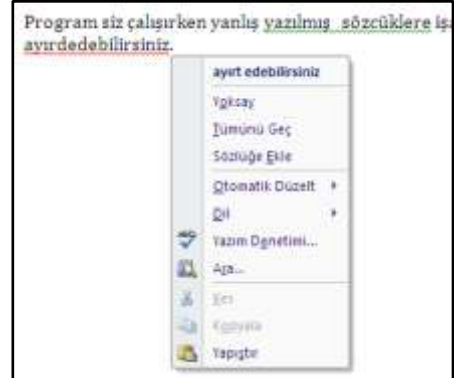 Program siz çalışırken yanlış yazılmış sözcüklere işa
ayırdedebilirsiniz.
ayırt edebilirsiniz
Yoksay
Tümünü Geç
Sözlüğe Ekle
Otomatik Düzelt
Dil
Yazım Denetimi...
Ara...
Kes
Kopyala
Yapıştır